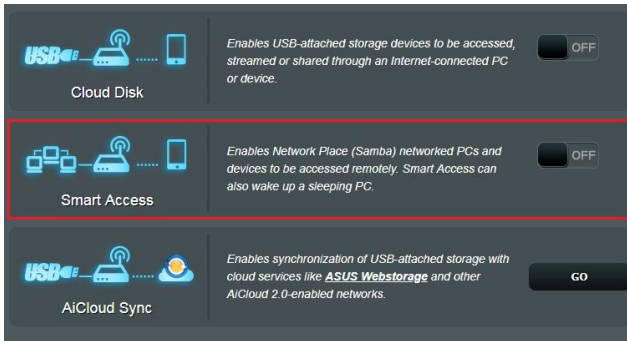 USB
Cloud Disk
Enables USB-attached storage devices to be accessed,
streamed or shared through an Internet-connected PC
or device.
OFF
Smart Access
Enables Network Place (Samba) networked PCs and
devices to be accessed remotely. Smart Access can
also wake up a sleeping PC.
OFF
USB
AiCloud Sync
Enables synchronization of USB-attached storage with
cloud services like ASUS Webstorage and other
AiCloud 2.0-enabled networks.
GO